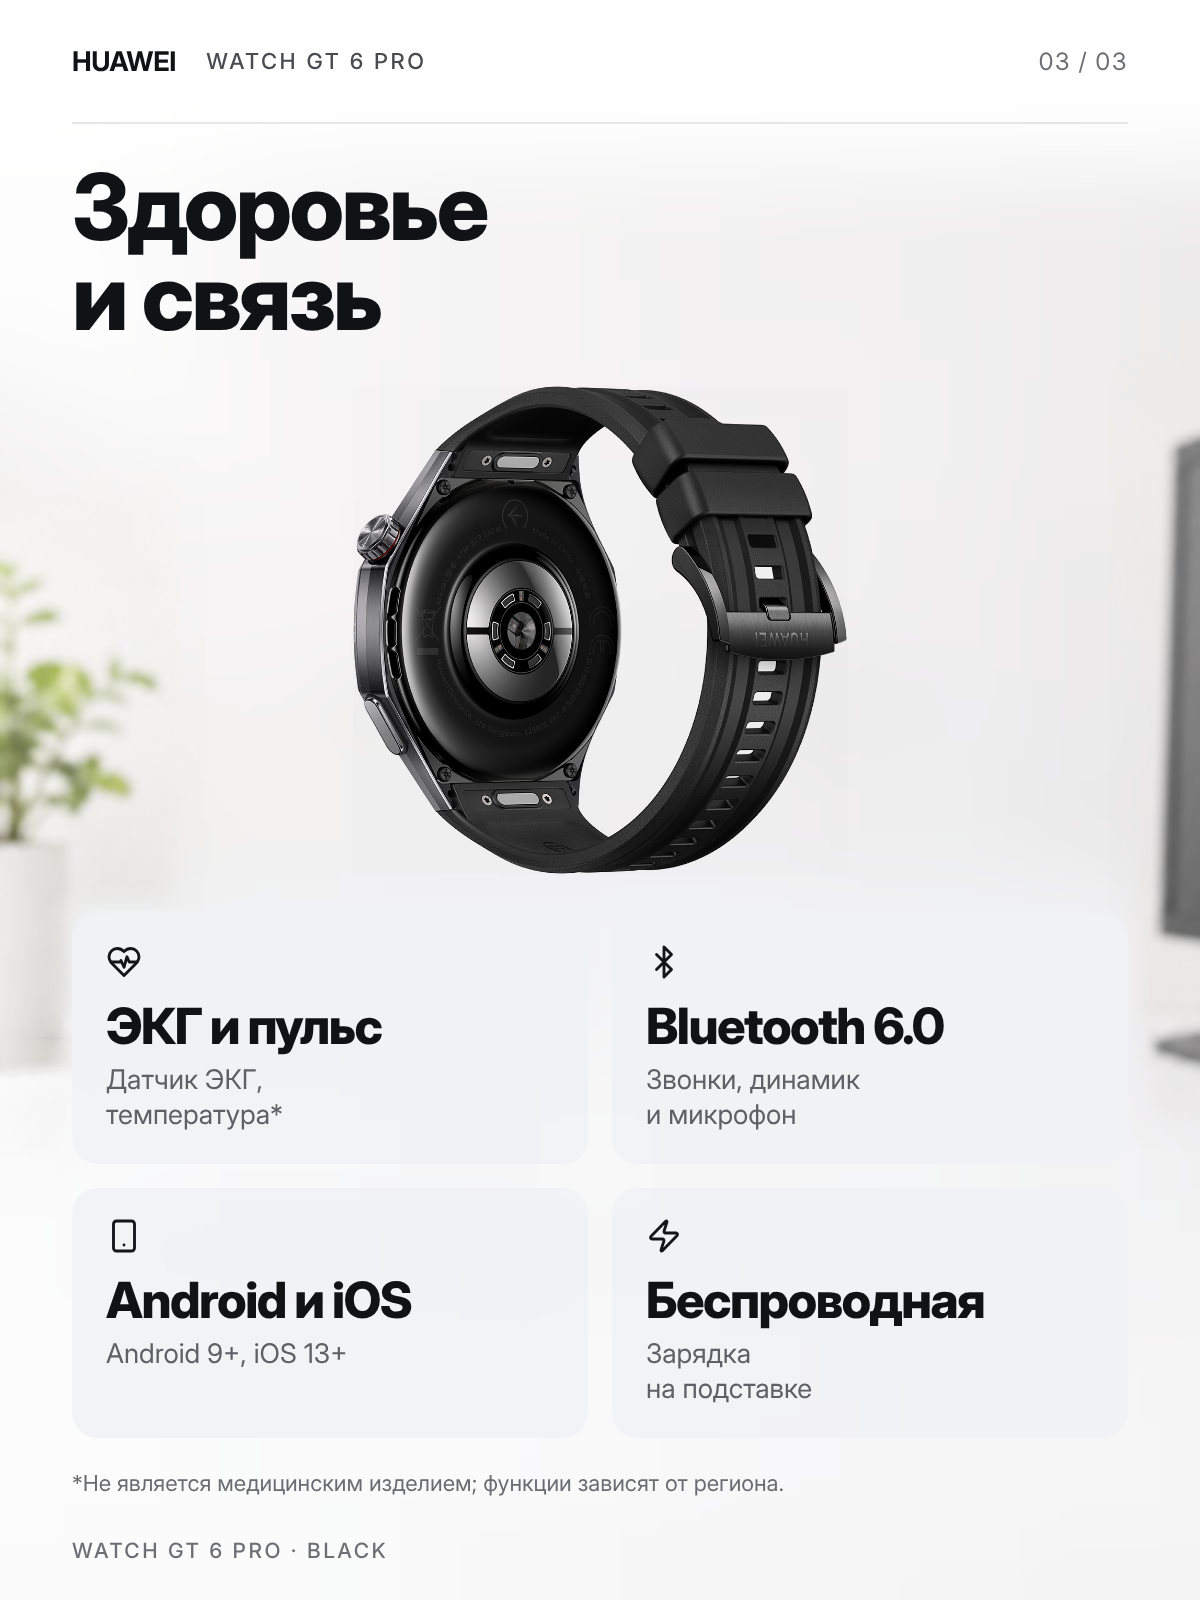 HUAWEI WATCH GT 6 PRO 03 / 03
Здоровье
и связь
HUAWEI
ЭКГ и пульс
Датчик ЭКГ,
температура*
Bluetooth 6.0
Звонки, динамик
и микрофон
Android и iOS
Android 9+, iOS 13+
Беспроводная
Зарядка
на подставке
*Не является медицинским изделием; функции зависят от региона.
WATCH GT 6 PRO · BLACK